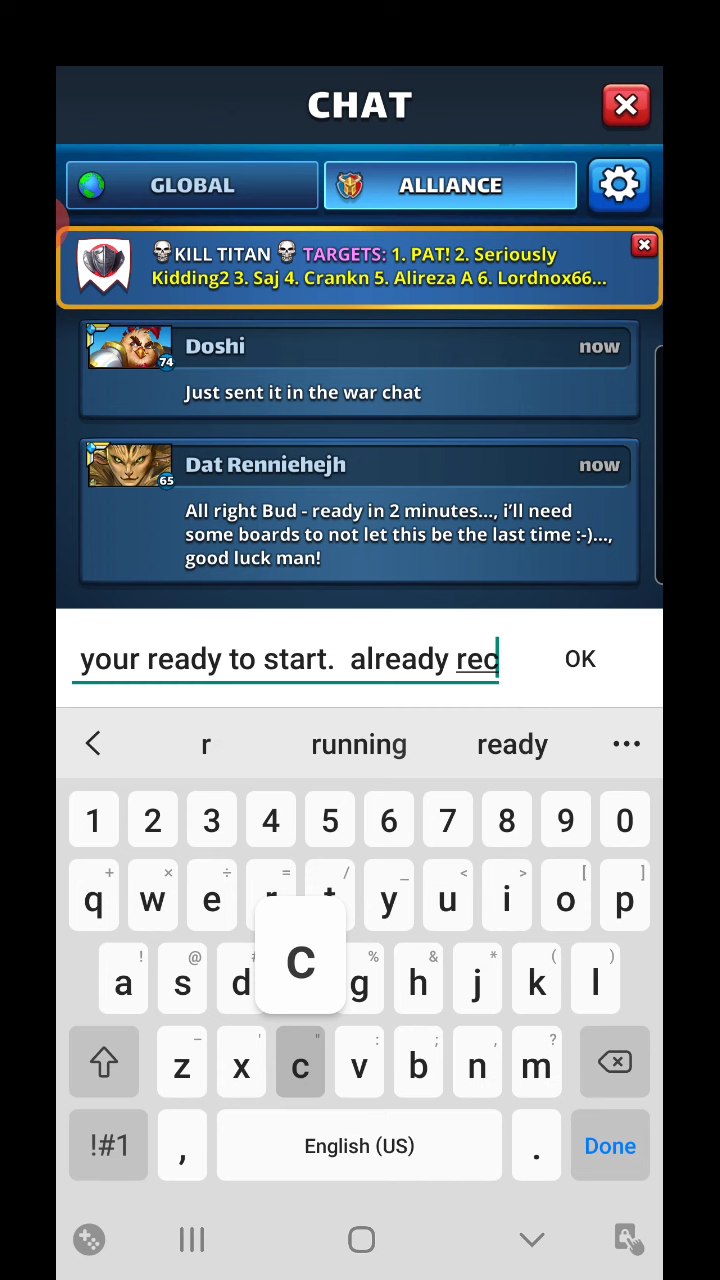 CHAT
GLOBAL
ALLIANCE
KILL TITAN TARGETS: 1. PAT! 2. Seriously
Kidding2 3. Saj 4. Crankn 5. Alireza A 6. Lordnox66...
Doshi
now
74
Just sent it in the war chat
Dat Renniehejh
now
65
All right Bud - ready in 2 minutes..., i'll need
some boards to not let this be the last time :-)...,
good luck man!
your ready to start.  already rec
OK
r running ready ...
1 2 3 4 5 6 7 8 9 0
+ × ÷ = / _ < > [ ]
q w e r t y u i o p
! @ # % & * ( )
a s d g h j k l
c
- ' " : ; , ?
z x c v b n m
!#1 , English (US) . Done